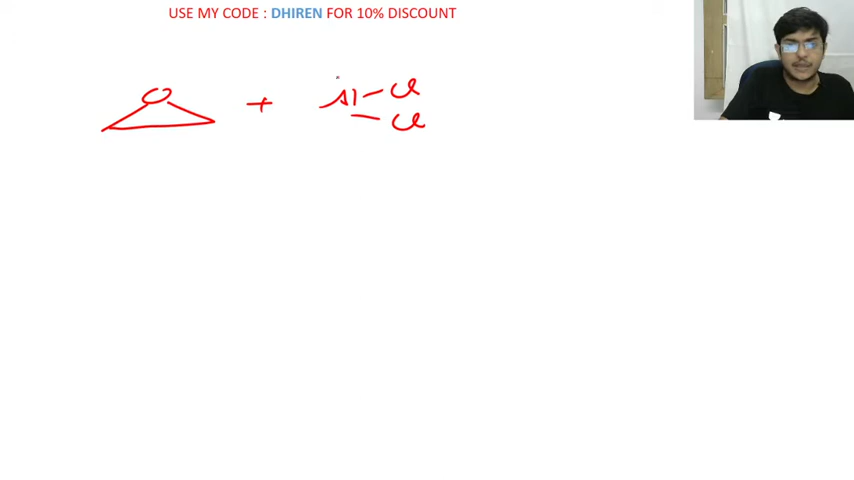 USE MY CODE : DHIREN FOR 10% DISCOUNT
O + Al – Cl
– Cl